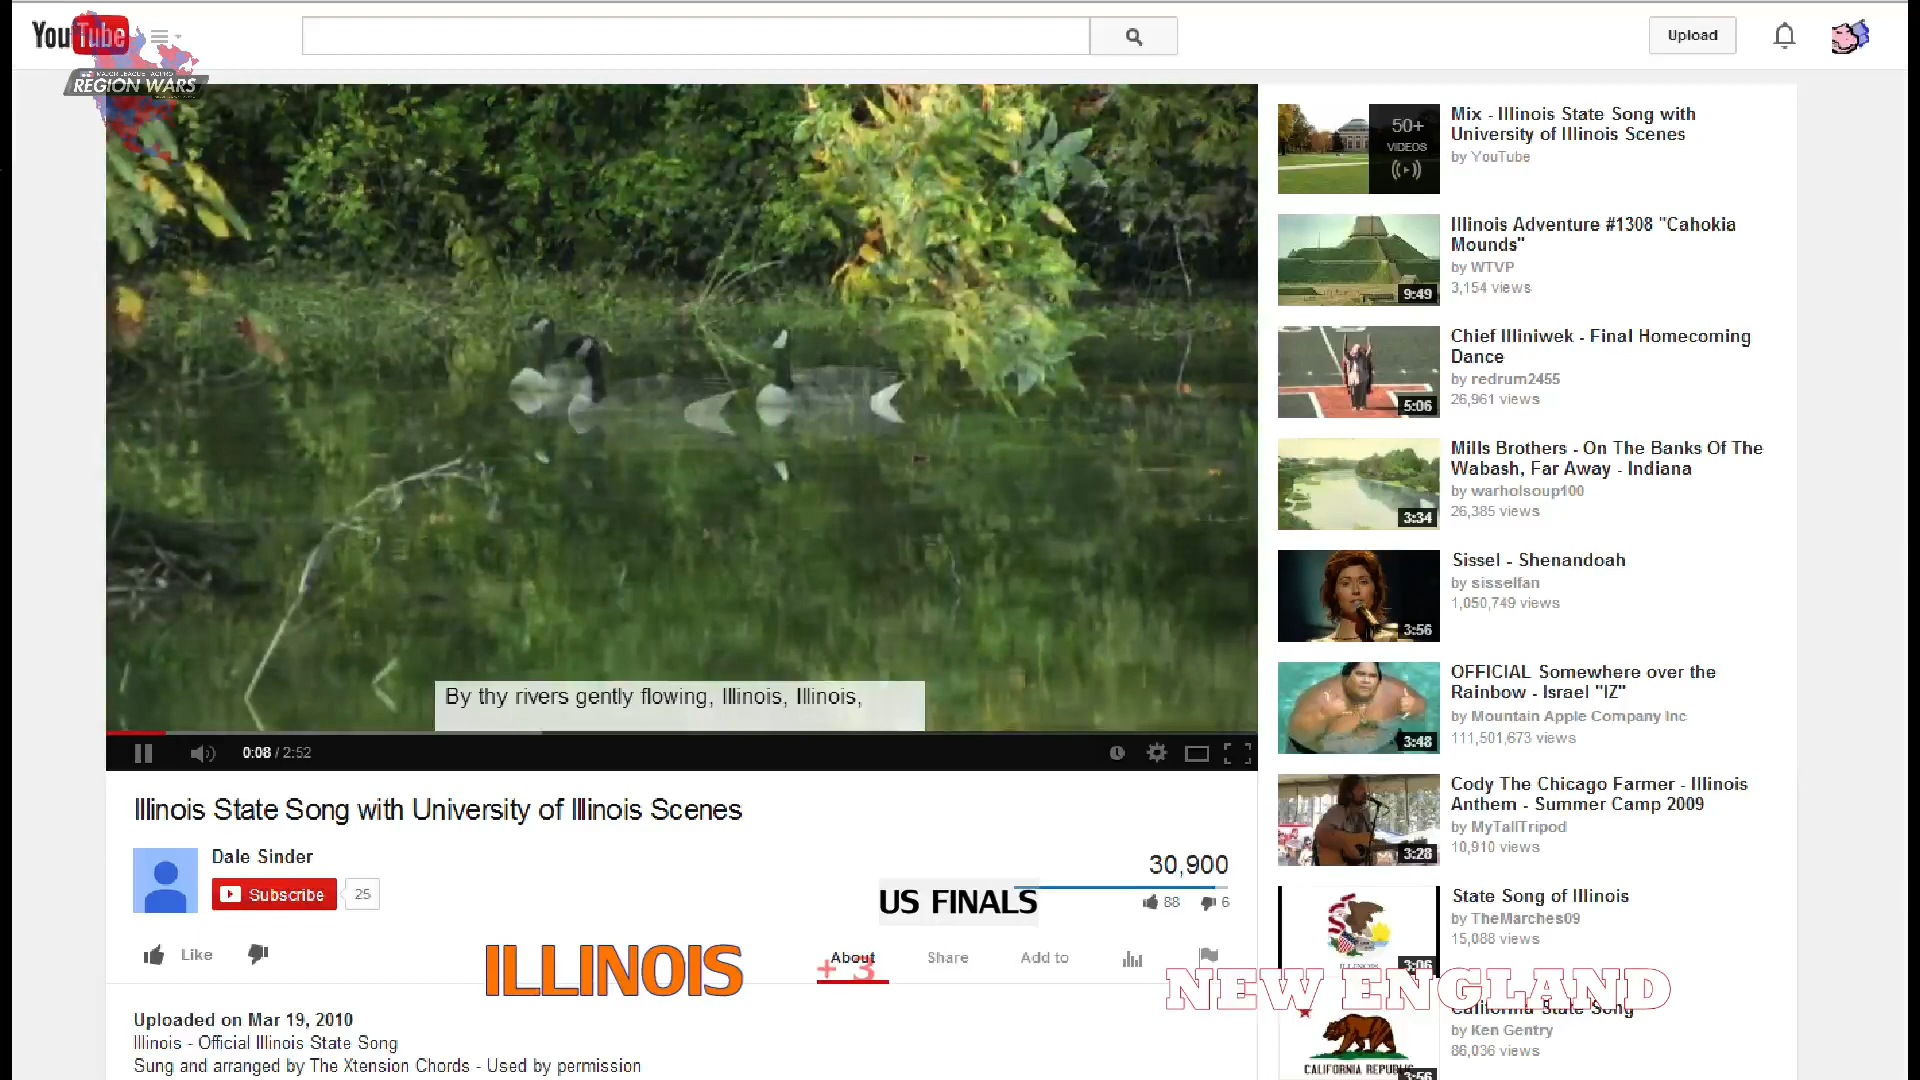 YouTube
Upload
REGION WARS
By thy rivers gently flowing, Illinois, Illinois,
0:08 / 2:52
Illinois State Song with University of Illinois Scenes
Dale Sinder
Subscribe
25
30,900
88
6
US FINALS
Like
About
Share
Add to
ILLINOIS
+ 3
NEW ENGLAND
Uploaded on Mar 19, 2010
Illinois - Official Illinois State Song
Sung and arranged by The Xtension Chords - Used by permission
50+
VIDEOS
Mix - Illinois State Song with
University of Illinois Scenes
by YouTube
9:49
Illinois Adventure #1308 "Cahokia
Mounds"
by WTVP
3,154 views
5:06
Chief Illiniwek - Final Homecoming
Dance
by redrum2455
26,961 views
3:34
Mills Brothers - On The Banks Of The
Wabash, Far Away - Indiana
by warholsoup100
26,385 views
3:56
Sissel - Shenandoah
by sisselfan
1,050,749 views
3:48
OFFICIAL Somewhere over the
Rainbow - Israel "IZ"
by Mountain Apple Company Inc
111,501,673 views
3:28
Cody The Chicago Farmer - Illinois
Anthem - Summer Camp 2009
by MyTallTripod
10,910 views
3:06
State Song of Illinois
by TheMarches09
15,088 views
California State Song
by Ken Gentry
86,036 views
CALIFORNIA REPUBLIC
3:56